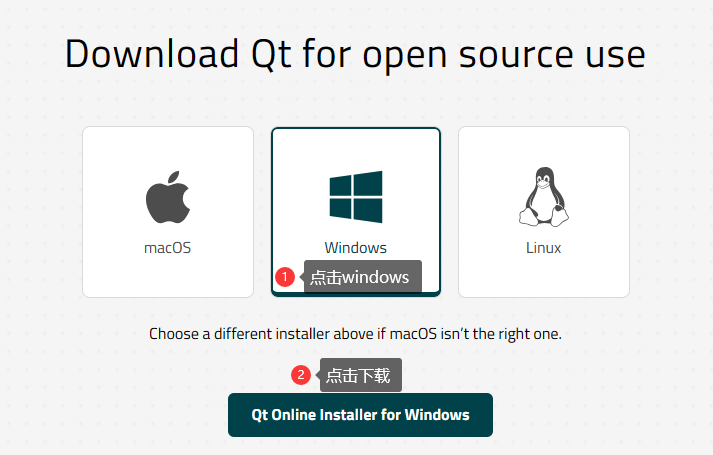 Download Qt for open source use
macOS
Windows
Linux
1 点击windows
Choose a different installer above if macOS isn't the right one.
2 点击下载
Qt Online Installer for Windows